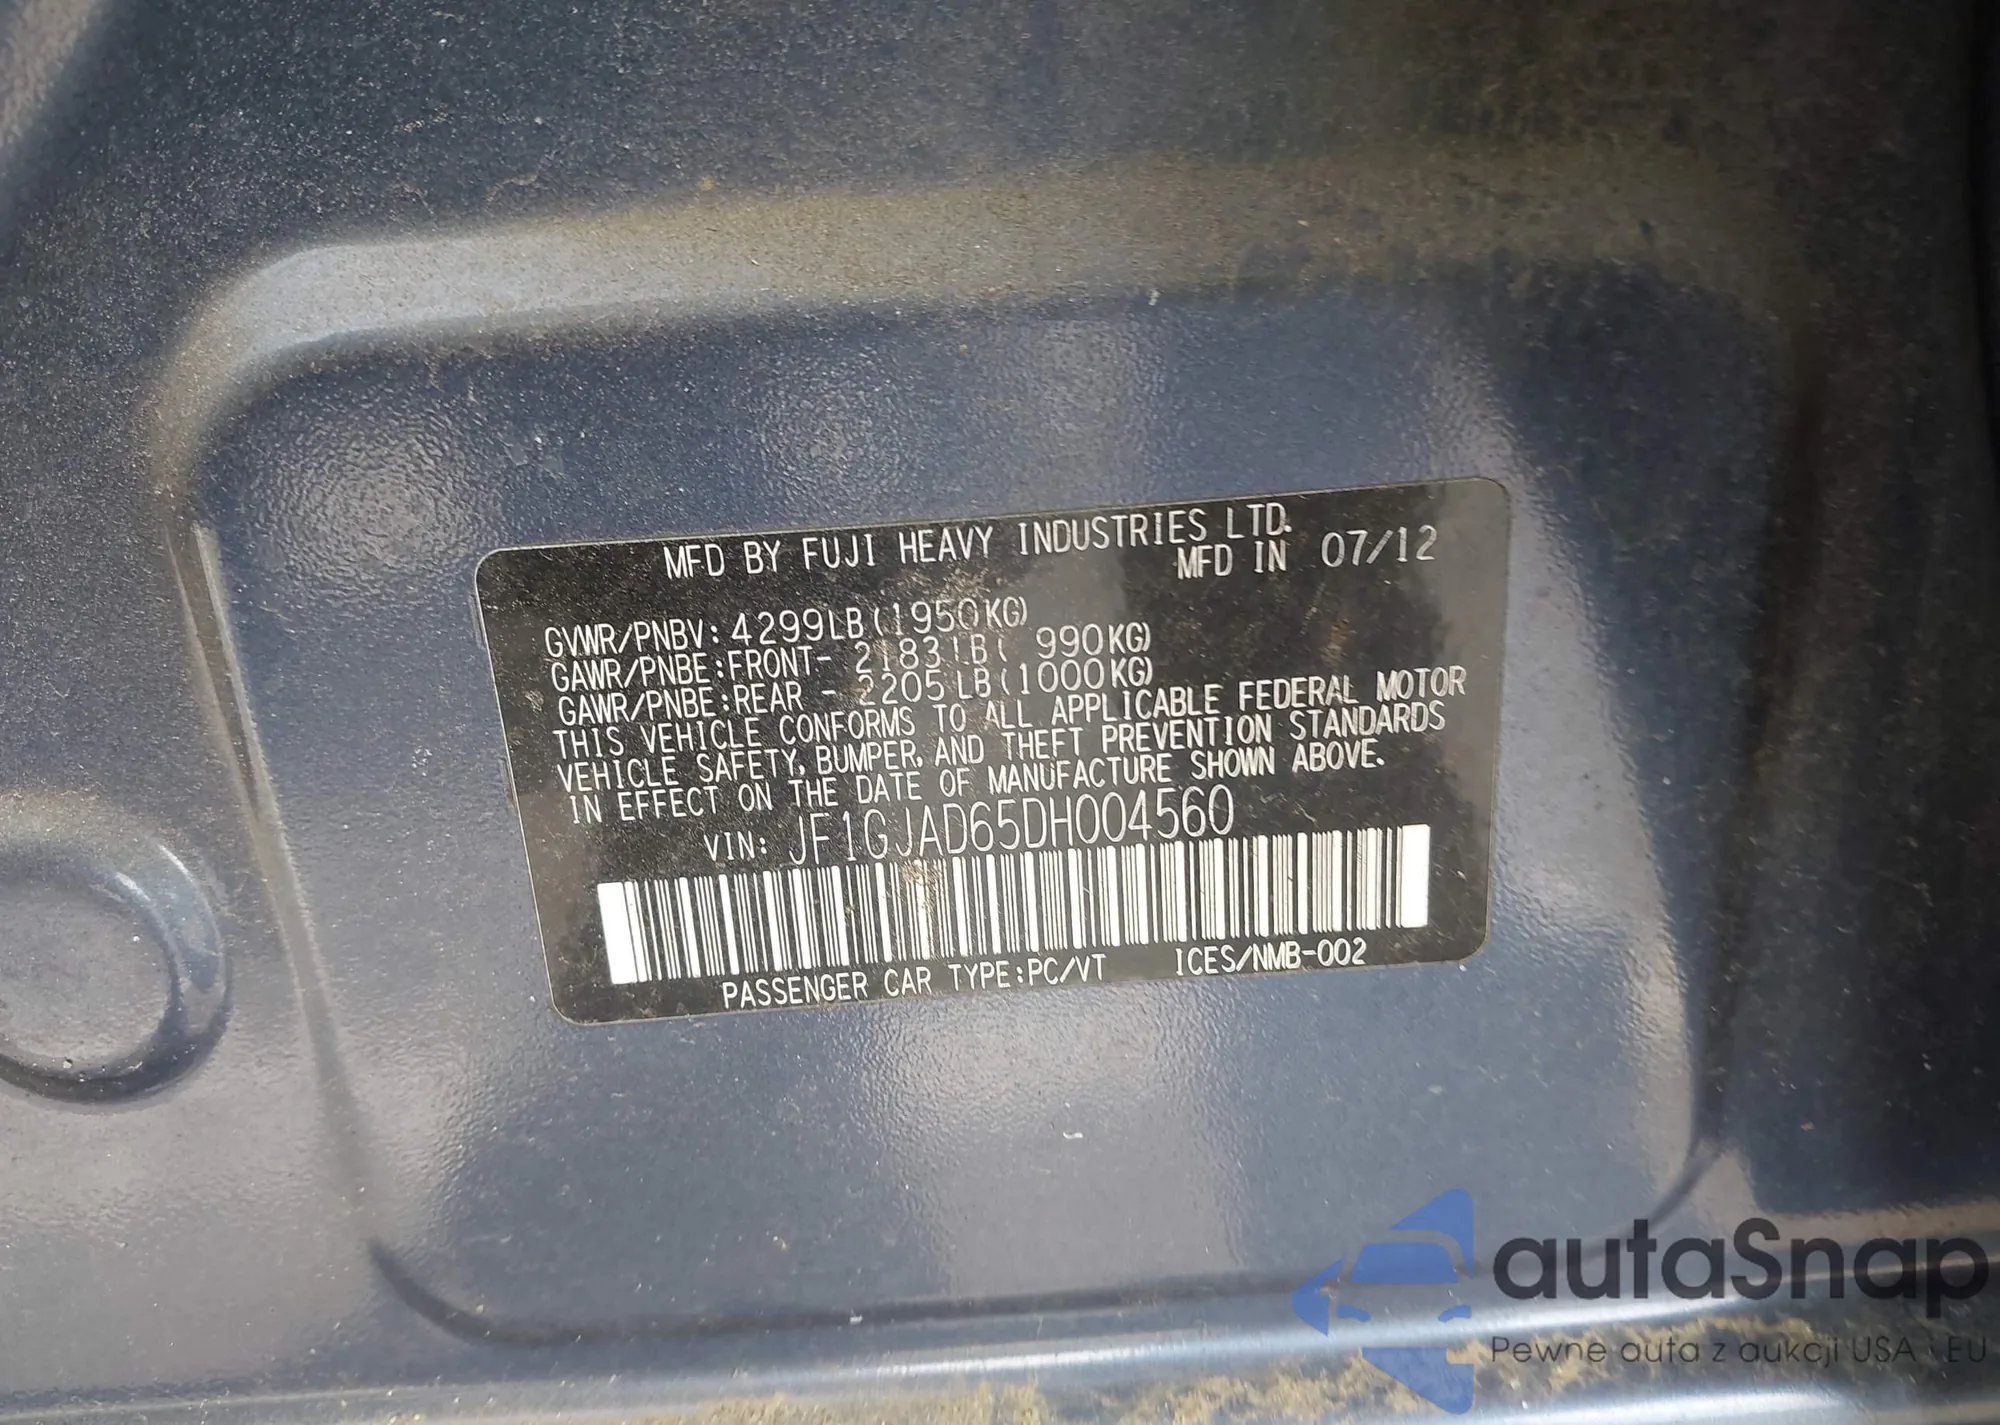 MFD BY FUJI HEAVY INDUSTRIES LTD.
MFD IN 07/12
GVWR/PNBV: 4299LB(1950KG)
GAWR/PNBE:FRONT- 2183LB( 990KG)
GAWR/PNBE:REAR - 2205LB(1000KG)
THIS VEHICLE CONFORMS TO ALL APPLICABLE FEDERAL MOTOR
VEHICLE SAFETY, BUMPER, AND THEFT PREVENTION STANDARDS
IN EFFECT ON THE DATE OF MANUFACTURE SHOWN ABOVE.
VIN: JF1GJAD65DH004560
PASSENGER CAR TYPE:PC/VT ICES/NMB-002
autaSnap
Pewne auta z aukcji USA i EU